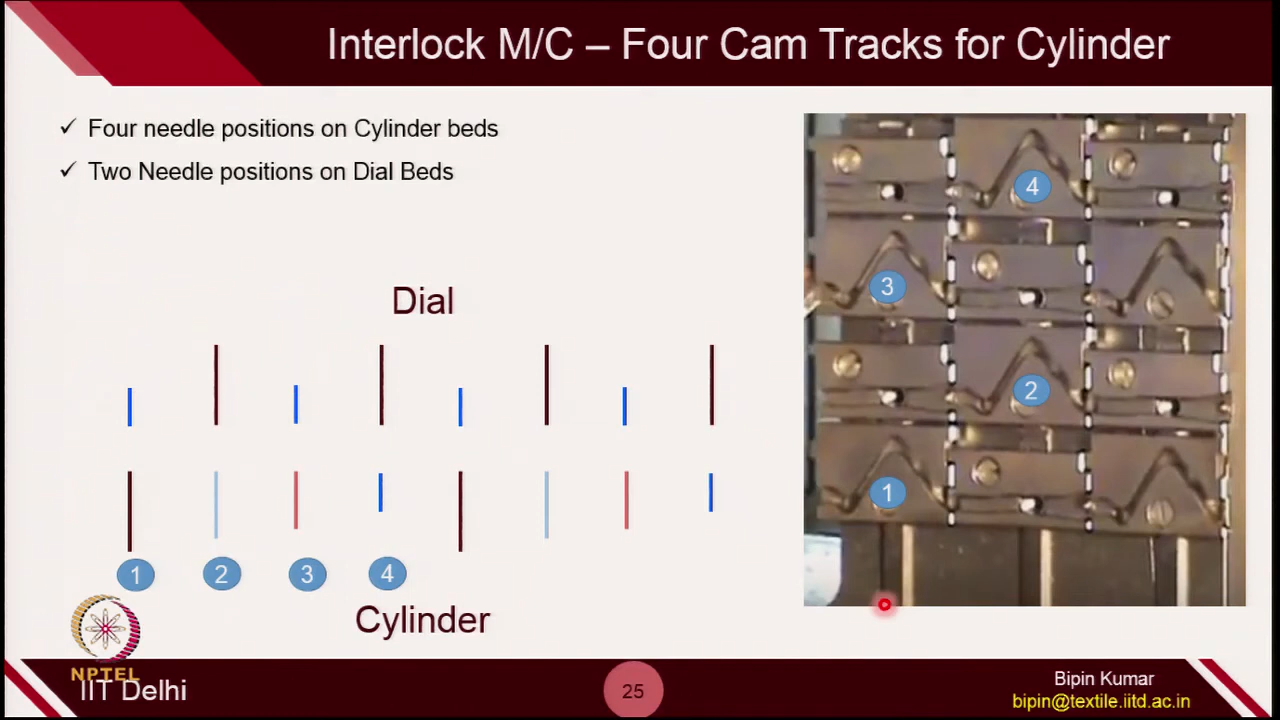 Interlock M/C – Four Cam Tracks for Cylinder
✓ Four needle positions on Cylinder beds
✓ Two Needle positions on Dial Beds
Dial
1 2 3 4
Cylinder
4
3
2
1
NPTEL
IIT Delhi
25
Bipin Kumar
bipin@textile.iitd.ac.in